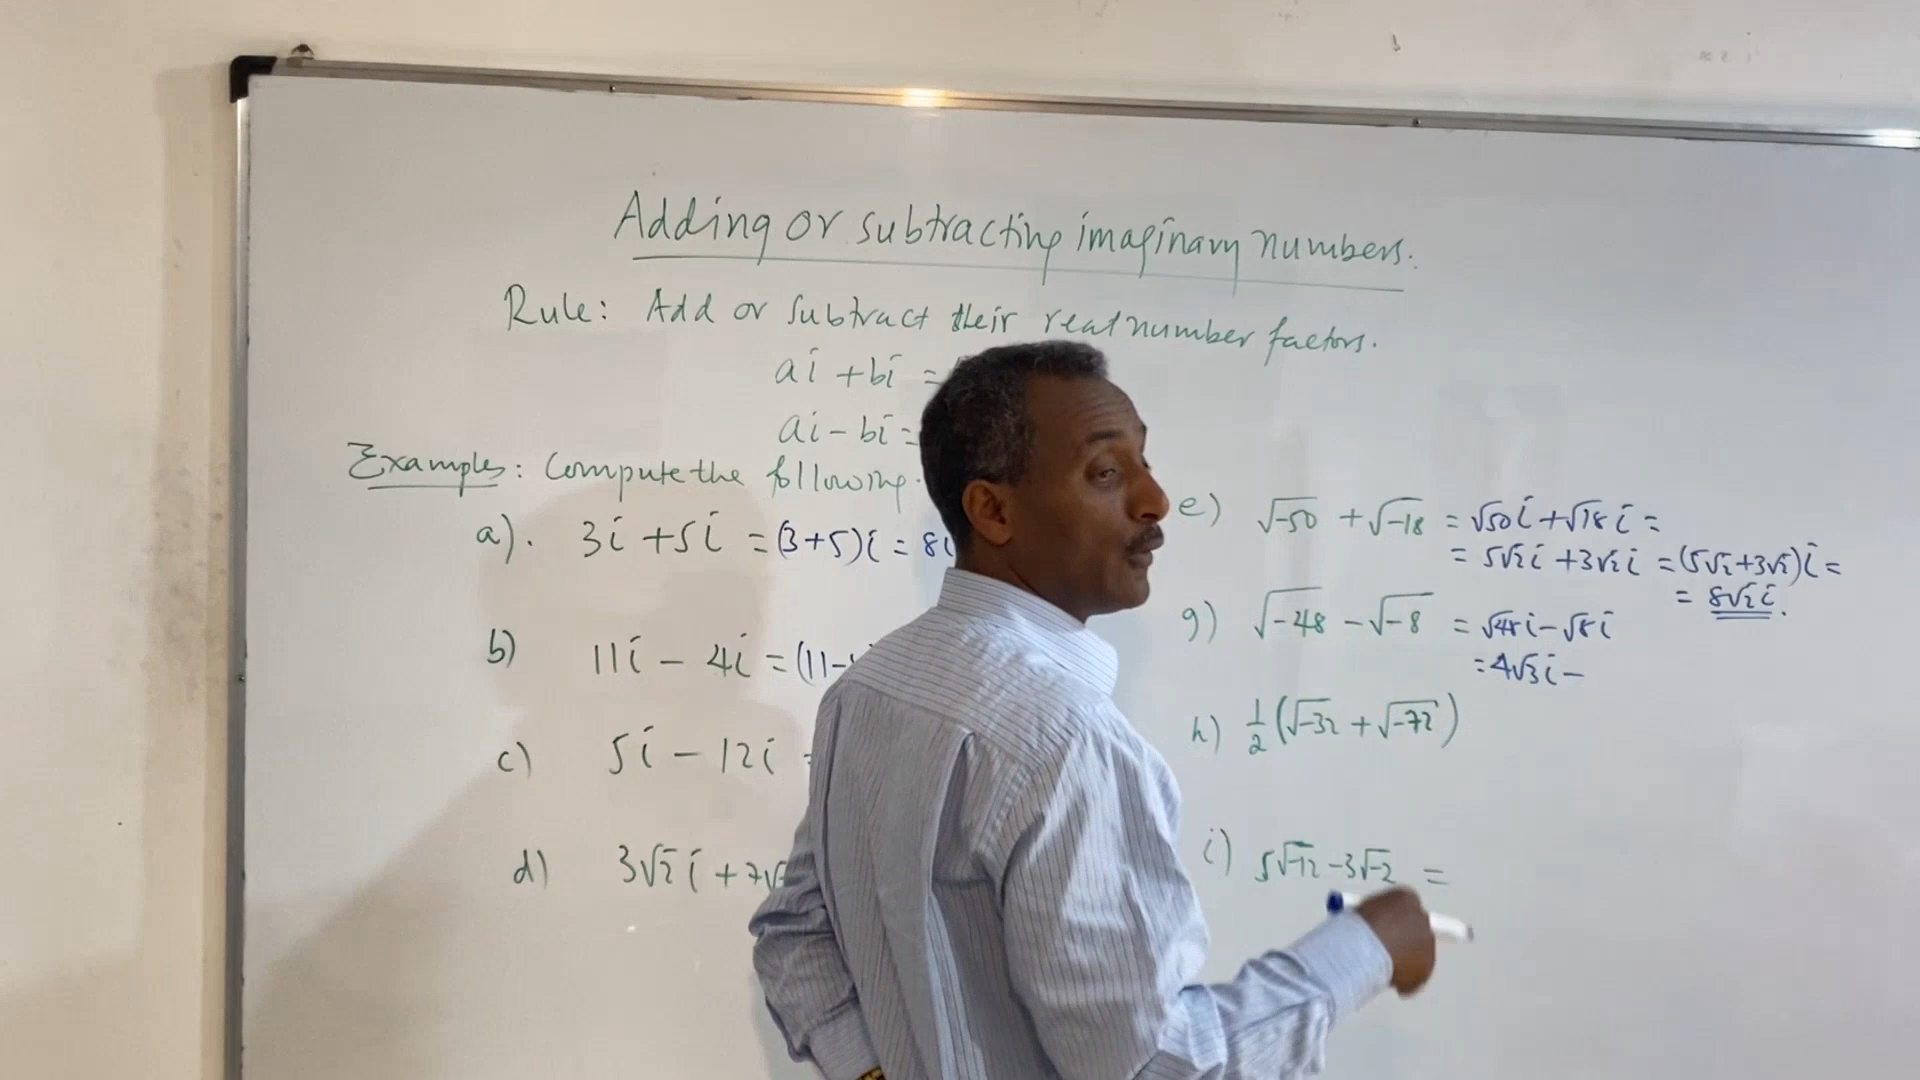 Adding or subtracting imaginary numbers.
Rule: Add or subtract their real number factors.
ai + bi =
ai - bi =
Examples: Compute the following.
a). 3i + 5i = (3+5)i = 8i
b) 11i - 4i = (11-
c) 5i - 12i =
d) 3√2 i + 7√
e) √-50 + √-18 = √50 i + √18 i =
= 5√2 i + 3√2 i = (5√2 + 3√2)i =
= 8√2 i.
g) √-48 - √-8 = √48 i - √8 i
= 4√3 i -
h) 1/2 (√-32 + √-72)
i) 5√-12 - 3√-2 =